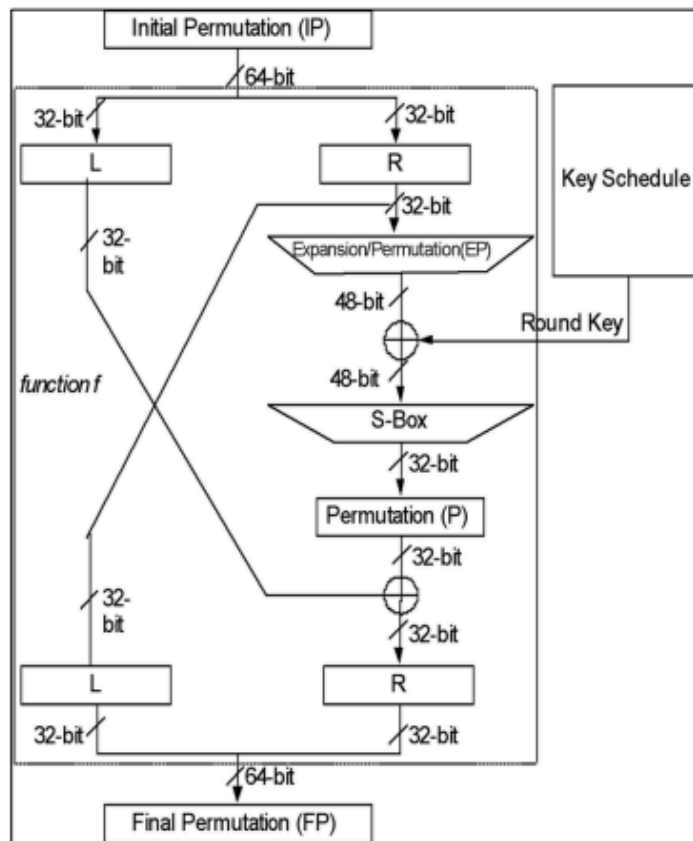 Initial Permutation (IP)
64-bit
32-bit
32-bit
L
R
Key Schedule
32-bit
32-
bit
Expansion/Permutation(EP)
48-bit
Round Key
48-bit
function f
S-Box
32-bit
Permutation (P)
32-bit
32-
bit
32-bit
L
R
32-bit
32-bit
64-bit
Final Permutation (FP)